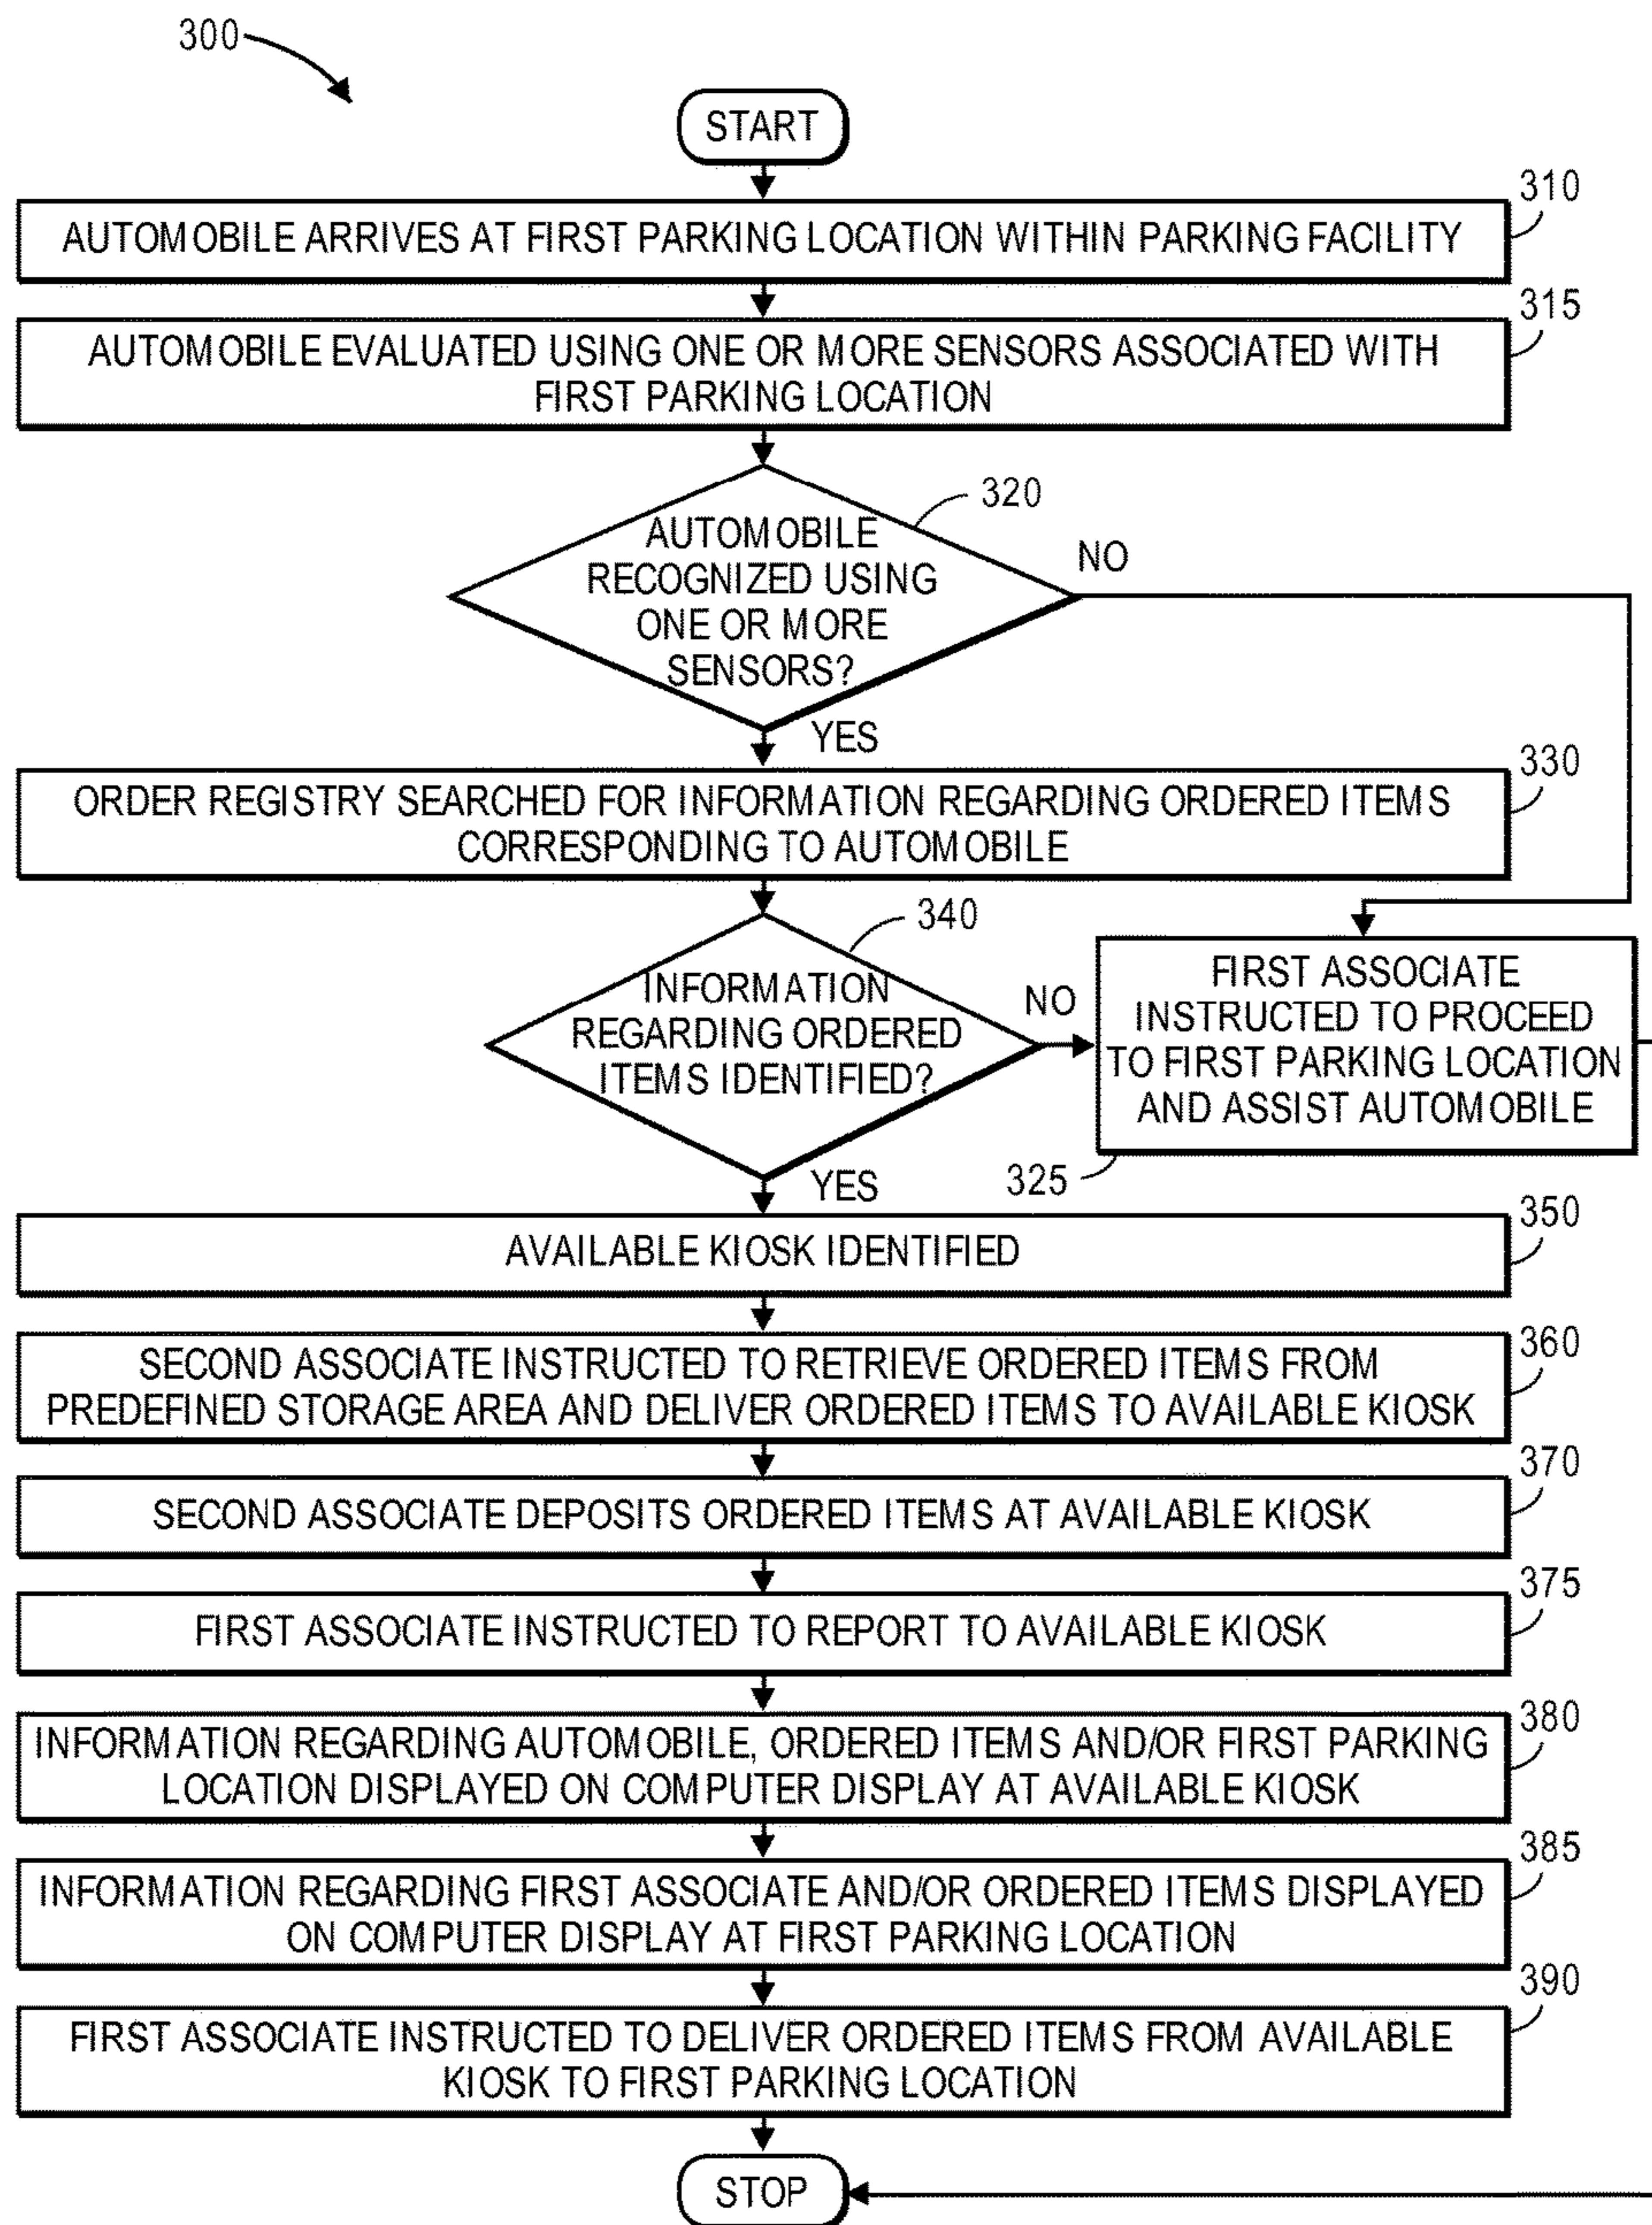 300
START
310
AUTOMOBILE ARRIVES AT FIRST PARKING LOCATION WITHIN PARKING FACILITY
315
AUTOMOBILE EVALUATED USING ONE OR MORE SENSORS ASSOCIATED WITH
FIRST PARKING LOCATION
320
AUTOMOBILE
RECOGNIZED USING
ONE OR MORE
SENSORS?
NO
YES
330
ORDER REGISTRY SEARCHED FOR INFORMATION REGARDING ORDERED ITEMS
CORRESPONDING TO AUTOMOBILE
340
INFORMATION
REGARDING ORDERED
ITEMS IDENTIFIED?
NO
YES
FIRST ASSOCIATE
INSTRUCTED TO PROCEED
TO FIRST PARKING LOCATION
AND ASSIST AUTOMOBILE
325
350
AVAILABLE KIOSK IDENTIFIED
360
SECOND ASSOCIATE INSTRUCTED TO RETRIEVE ORDERED ITEMS FROM
PREDEFINED STORAGE AREA AND DELIVER ORDERED ITEMS TO AVAILABLE KIOSK
370
SECOND ASSOCIATE DEPOSITS ORDERED ITEMS AT AVAILABLE KIOSK
375
FIRST ASSOCIATE INSTRUCTED TO REPORT TO AVAILABLE KIOSK
380
INFORMATION REGARDING AUTOMOBILE, ORDERED ITEMS AND/OR FIRST PARKING
LOCATION DISPLAYED ON COMPUTER DISPLAY AT AVAILABLE KIOSK
385
INFORMATION REGARDING FIRST ASSOCIATE AND/OR ORDERED ITEMS DISPLAYED
ON COMPUTER DISPLAY AT FIRST PARKING LOCATION
390
FIRST ASSOCIATE INSTRUCTED TO DELIVER ORDERED ITEMS FROM AVAILABLE
KIOSK TO FIRST PARKING LOCATION
STOP